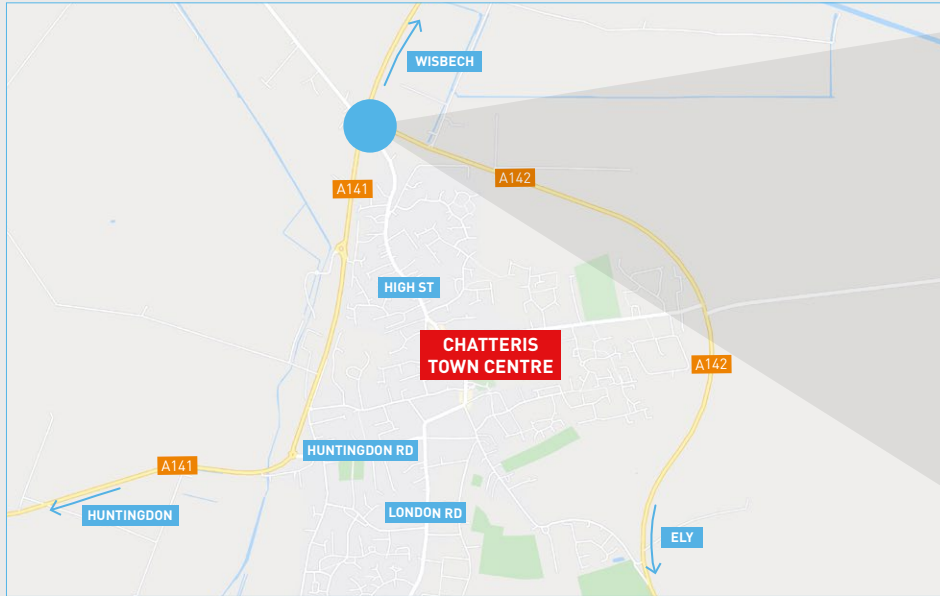 WISBECH
A142
A141
HIGH ST
CHATTERIS
TOWN CENTRE
A142
HUNTINGDON RD
A141
HUNTINGDON
LONDON RD
ELY